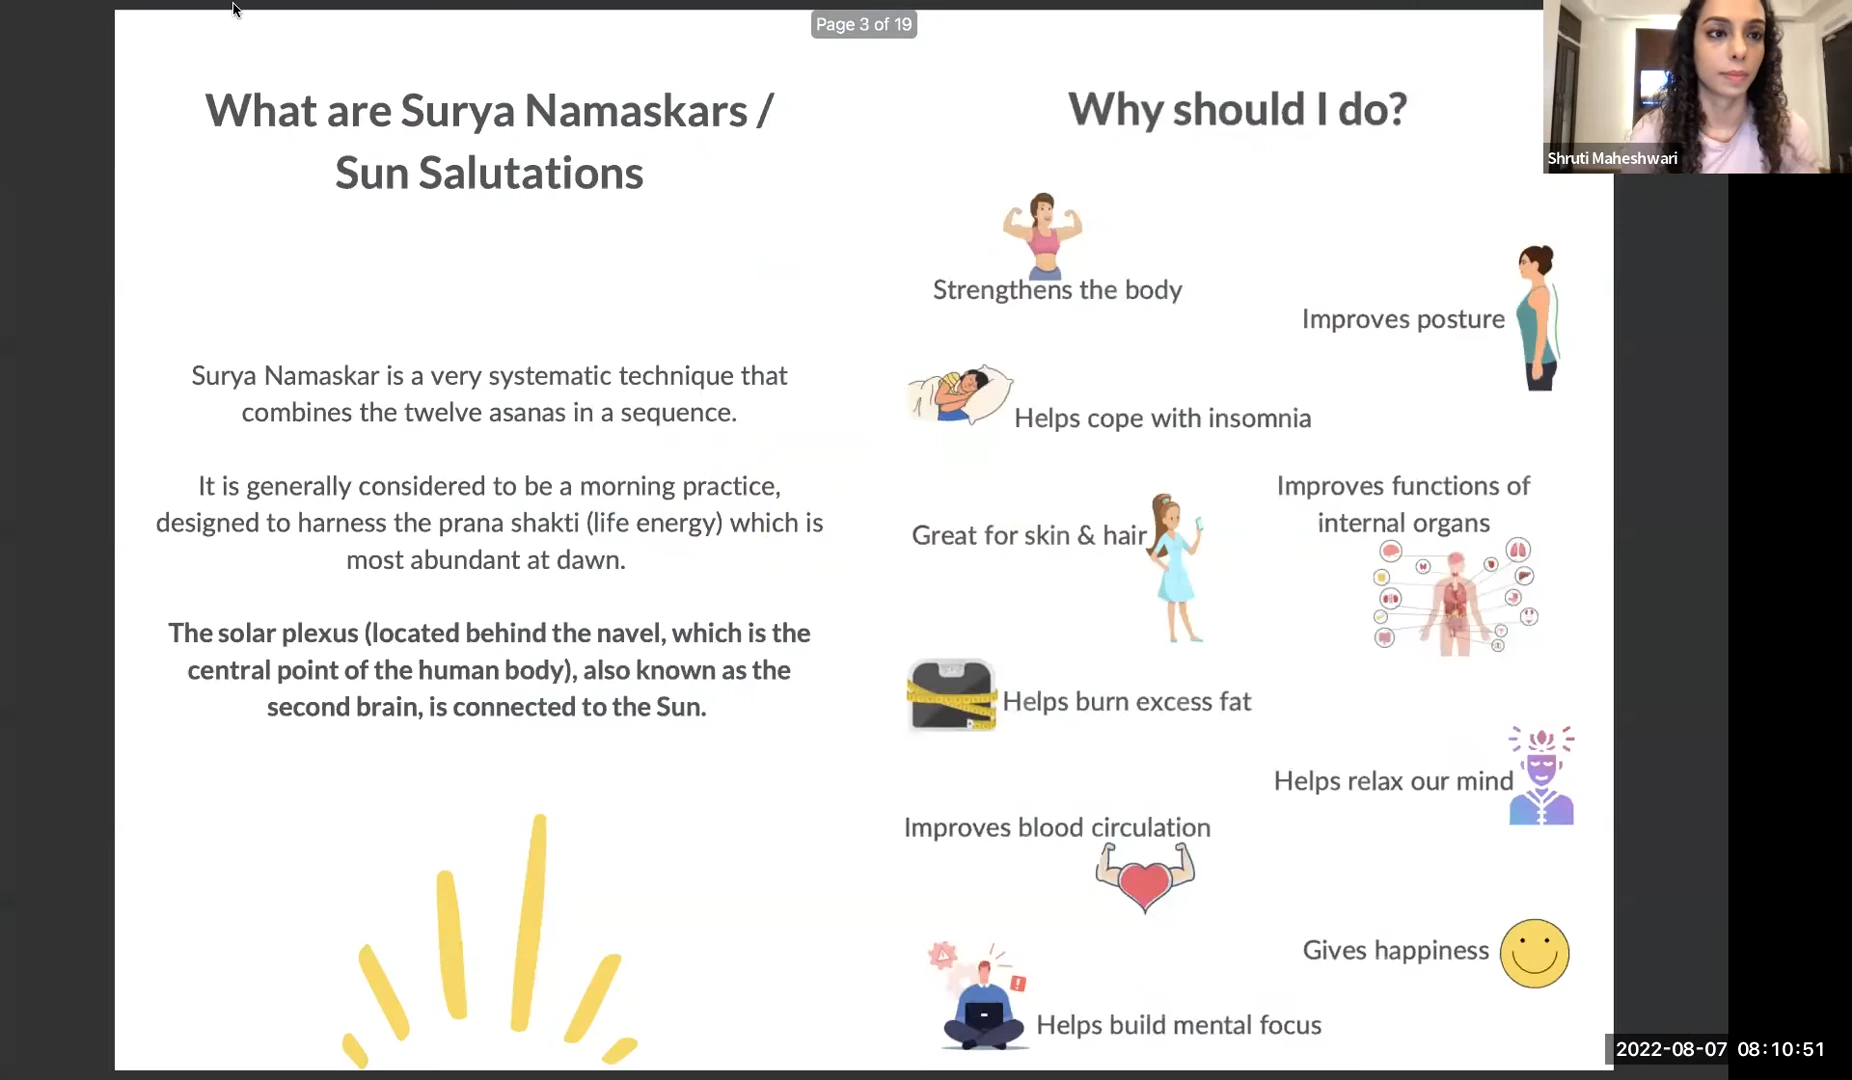 Page 3 of 19
What are Surya Namaskars /
Sun Salutations
Surya Namaskar is a very systematic technique that
combines the twelve asanas in a sequence.
It is generally considered to be a morning practice,
designed to harness the prana shakti (life energy) which is
most abundant at dawn.
The solar plexus (located behind the navel, which is the
central point of the human body), also known as the
second brain, is connected to the Sun.
Why should I do?
Strengthens the body
Improves posture
Helps cope with insomnia
Improves functions of
internal organs
Great for skin & hair
Helps burn excess fat
Helps relax our mind
Improves blood circulation
Gives happiness
Helps build mental focus
Shruti Maheshwari
2022-08-07 08:10:51